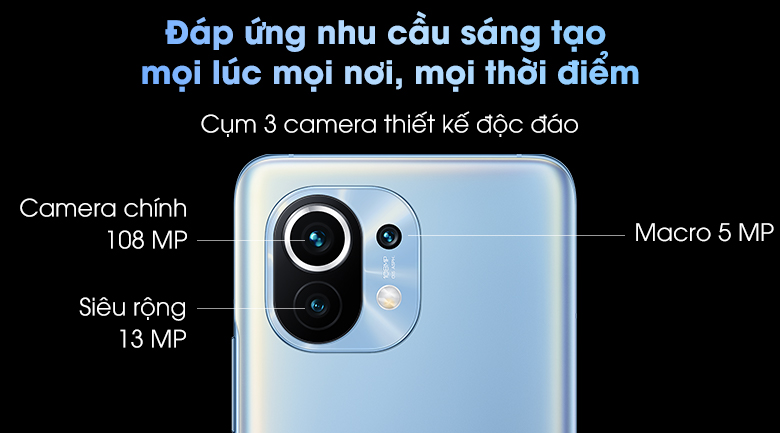 Đáp ứng nhu cầu sáng tạo
mọi lúc mọi nơi, mọi thời điểm
Cụm 3 camera thiết kế độc đáo
Camera chính
108 MP
Macro 5 MP
108MP
Siêu rộng
13 MP